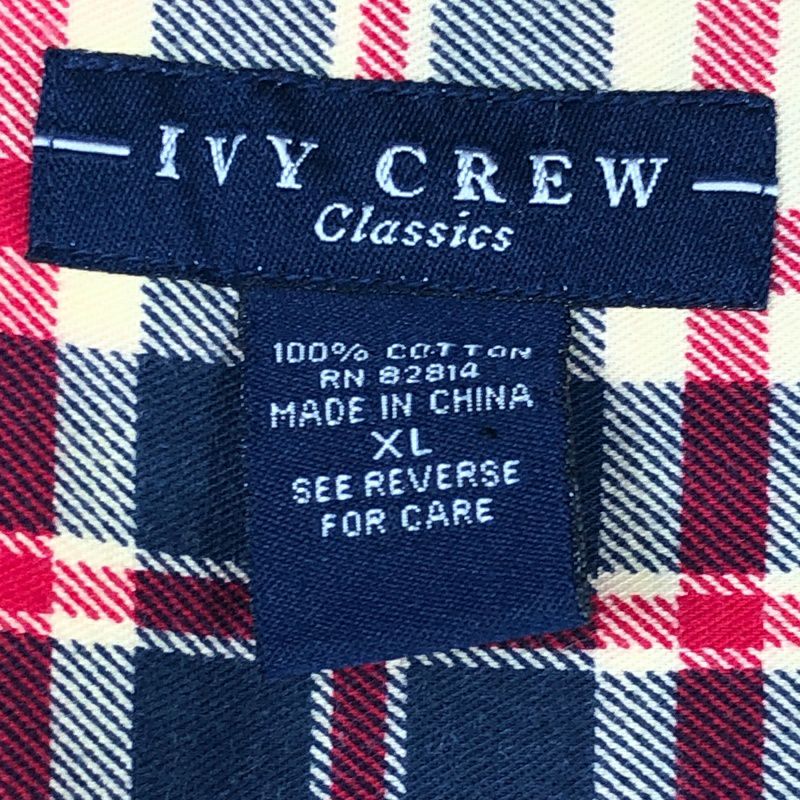 IVY CREW
Classics
100% COTTON
RN 82814
MADE IN CHINA
XL
SEE REVERSE
FOR CARE